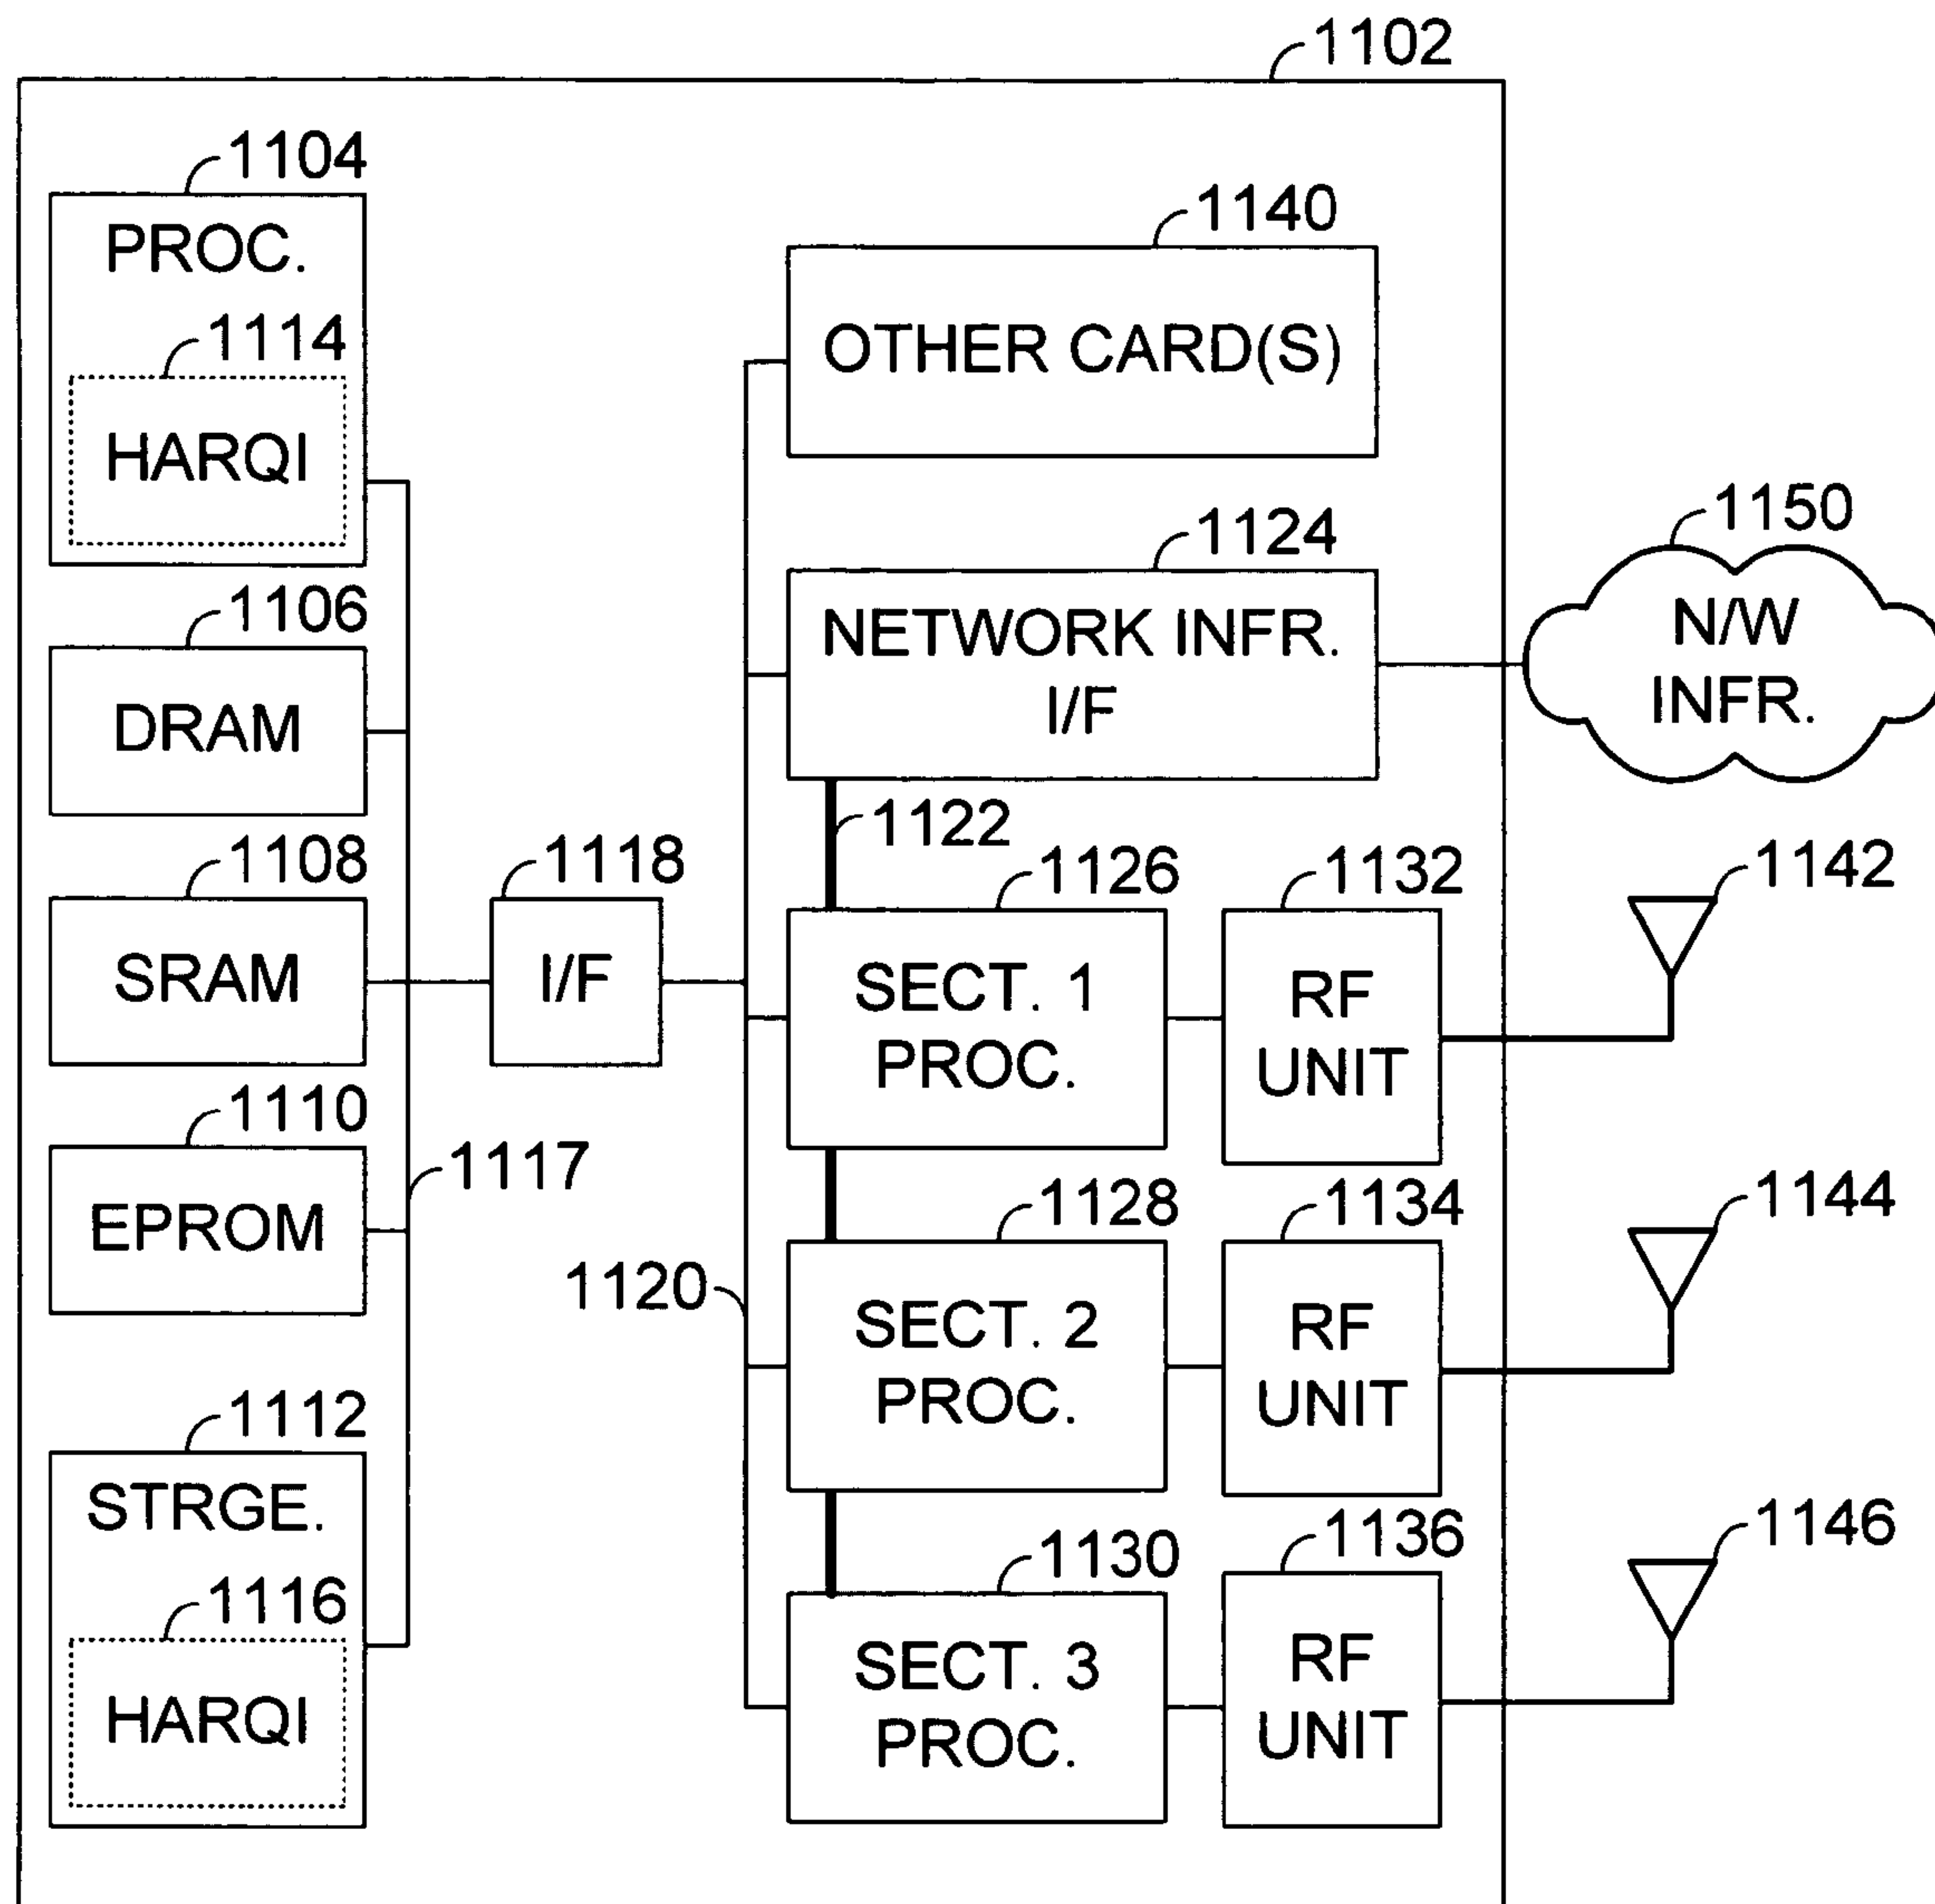 1102
1104
PROC.
1114
HARQI
1106
DRAM
1108
SRAM
1110
EPROM
1117
1112
STRGE.
1116
HARQI
1118
I/F
1120
1140
OTHER CARD(S)
1124
NETWORK INFR.
I/F
1150
N/W
INFR.
1122
1126
SECT. 1
PROC.
1132
RF
UNIT
1142
1128
SECT. 2
PROC.
1134
RF
UNIT
1144
1130
SECT. 3
PROC.
1136
RF
UNIT
1146